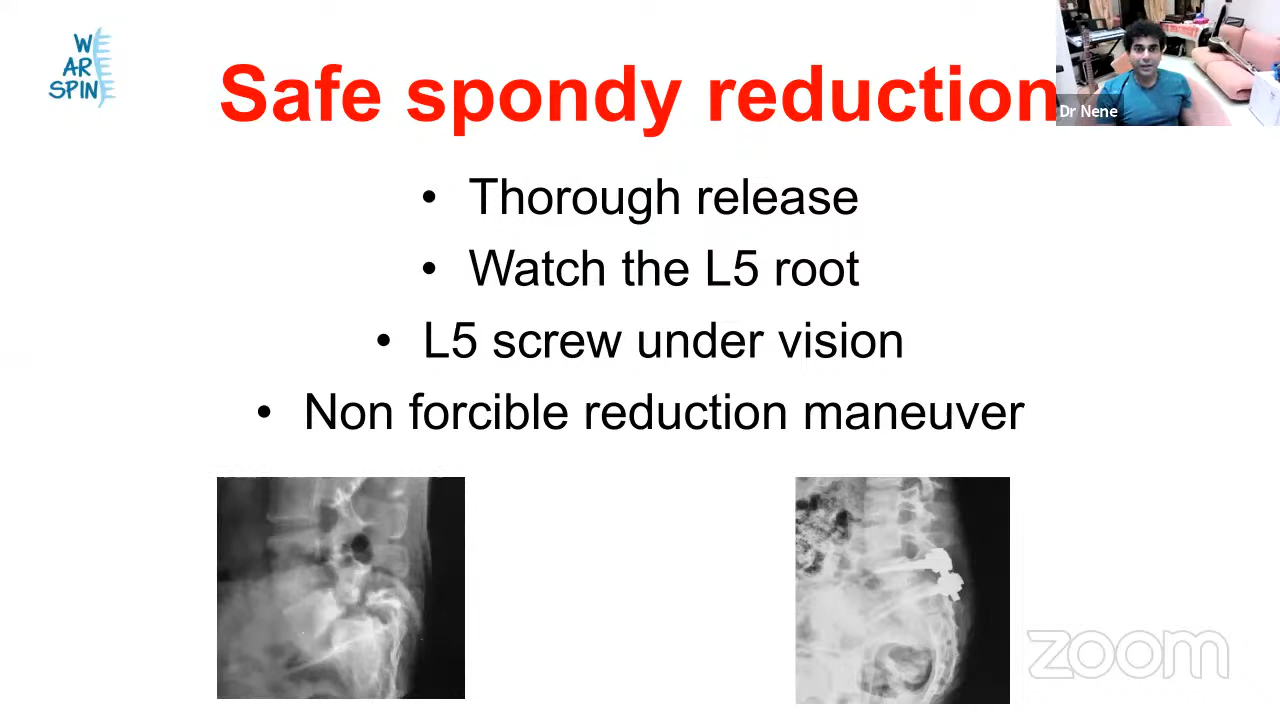 WE
ARE
SPINE
Safe spondy reduction
Dr Nene
• Thorough release
• Watch the L5 root
• L5 screw under vision
• Non forcible reduction maneuver
zoom